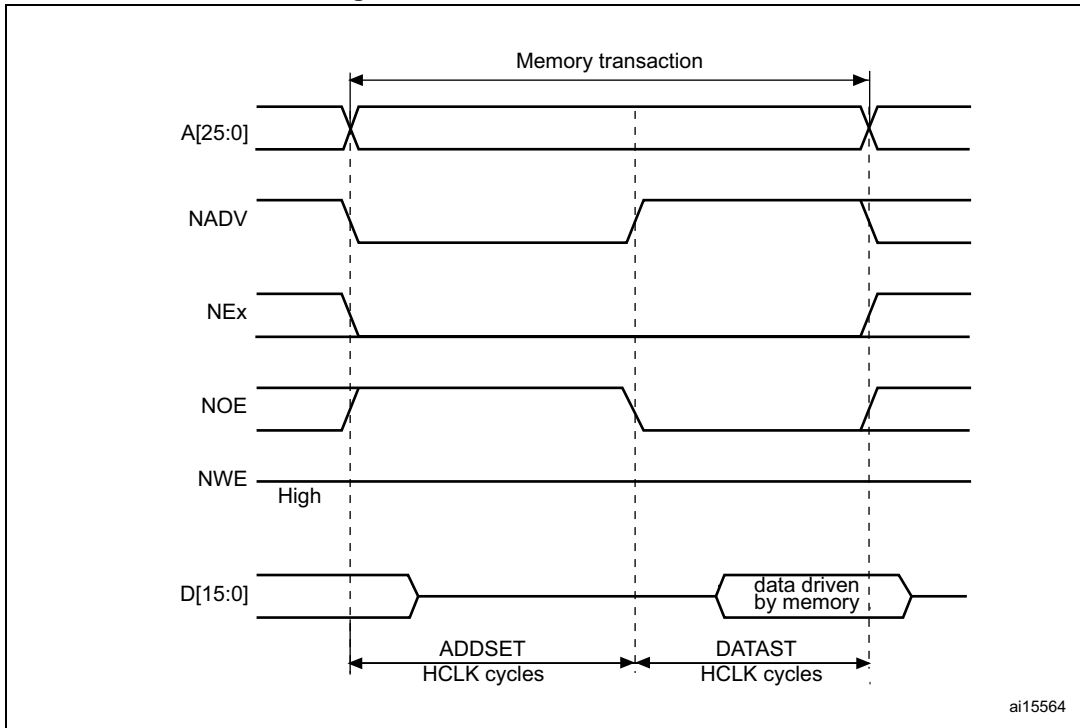 Memory transaction
A[25:0]
NADV
NEx
NOE
NWE
High
D[15:0]
data driven
by memory
ADDSET
HCLK cycles
DATAST
HCLK cycles
ai15564